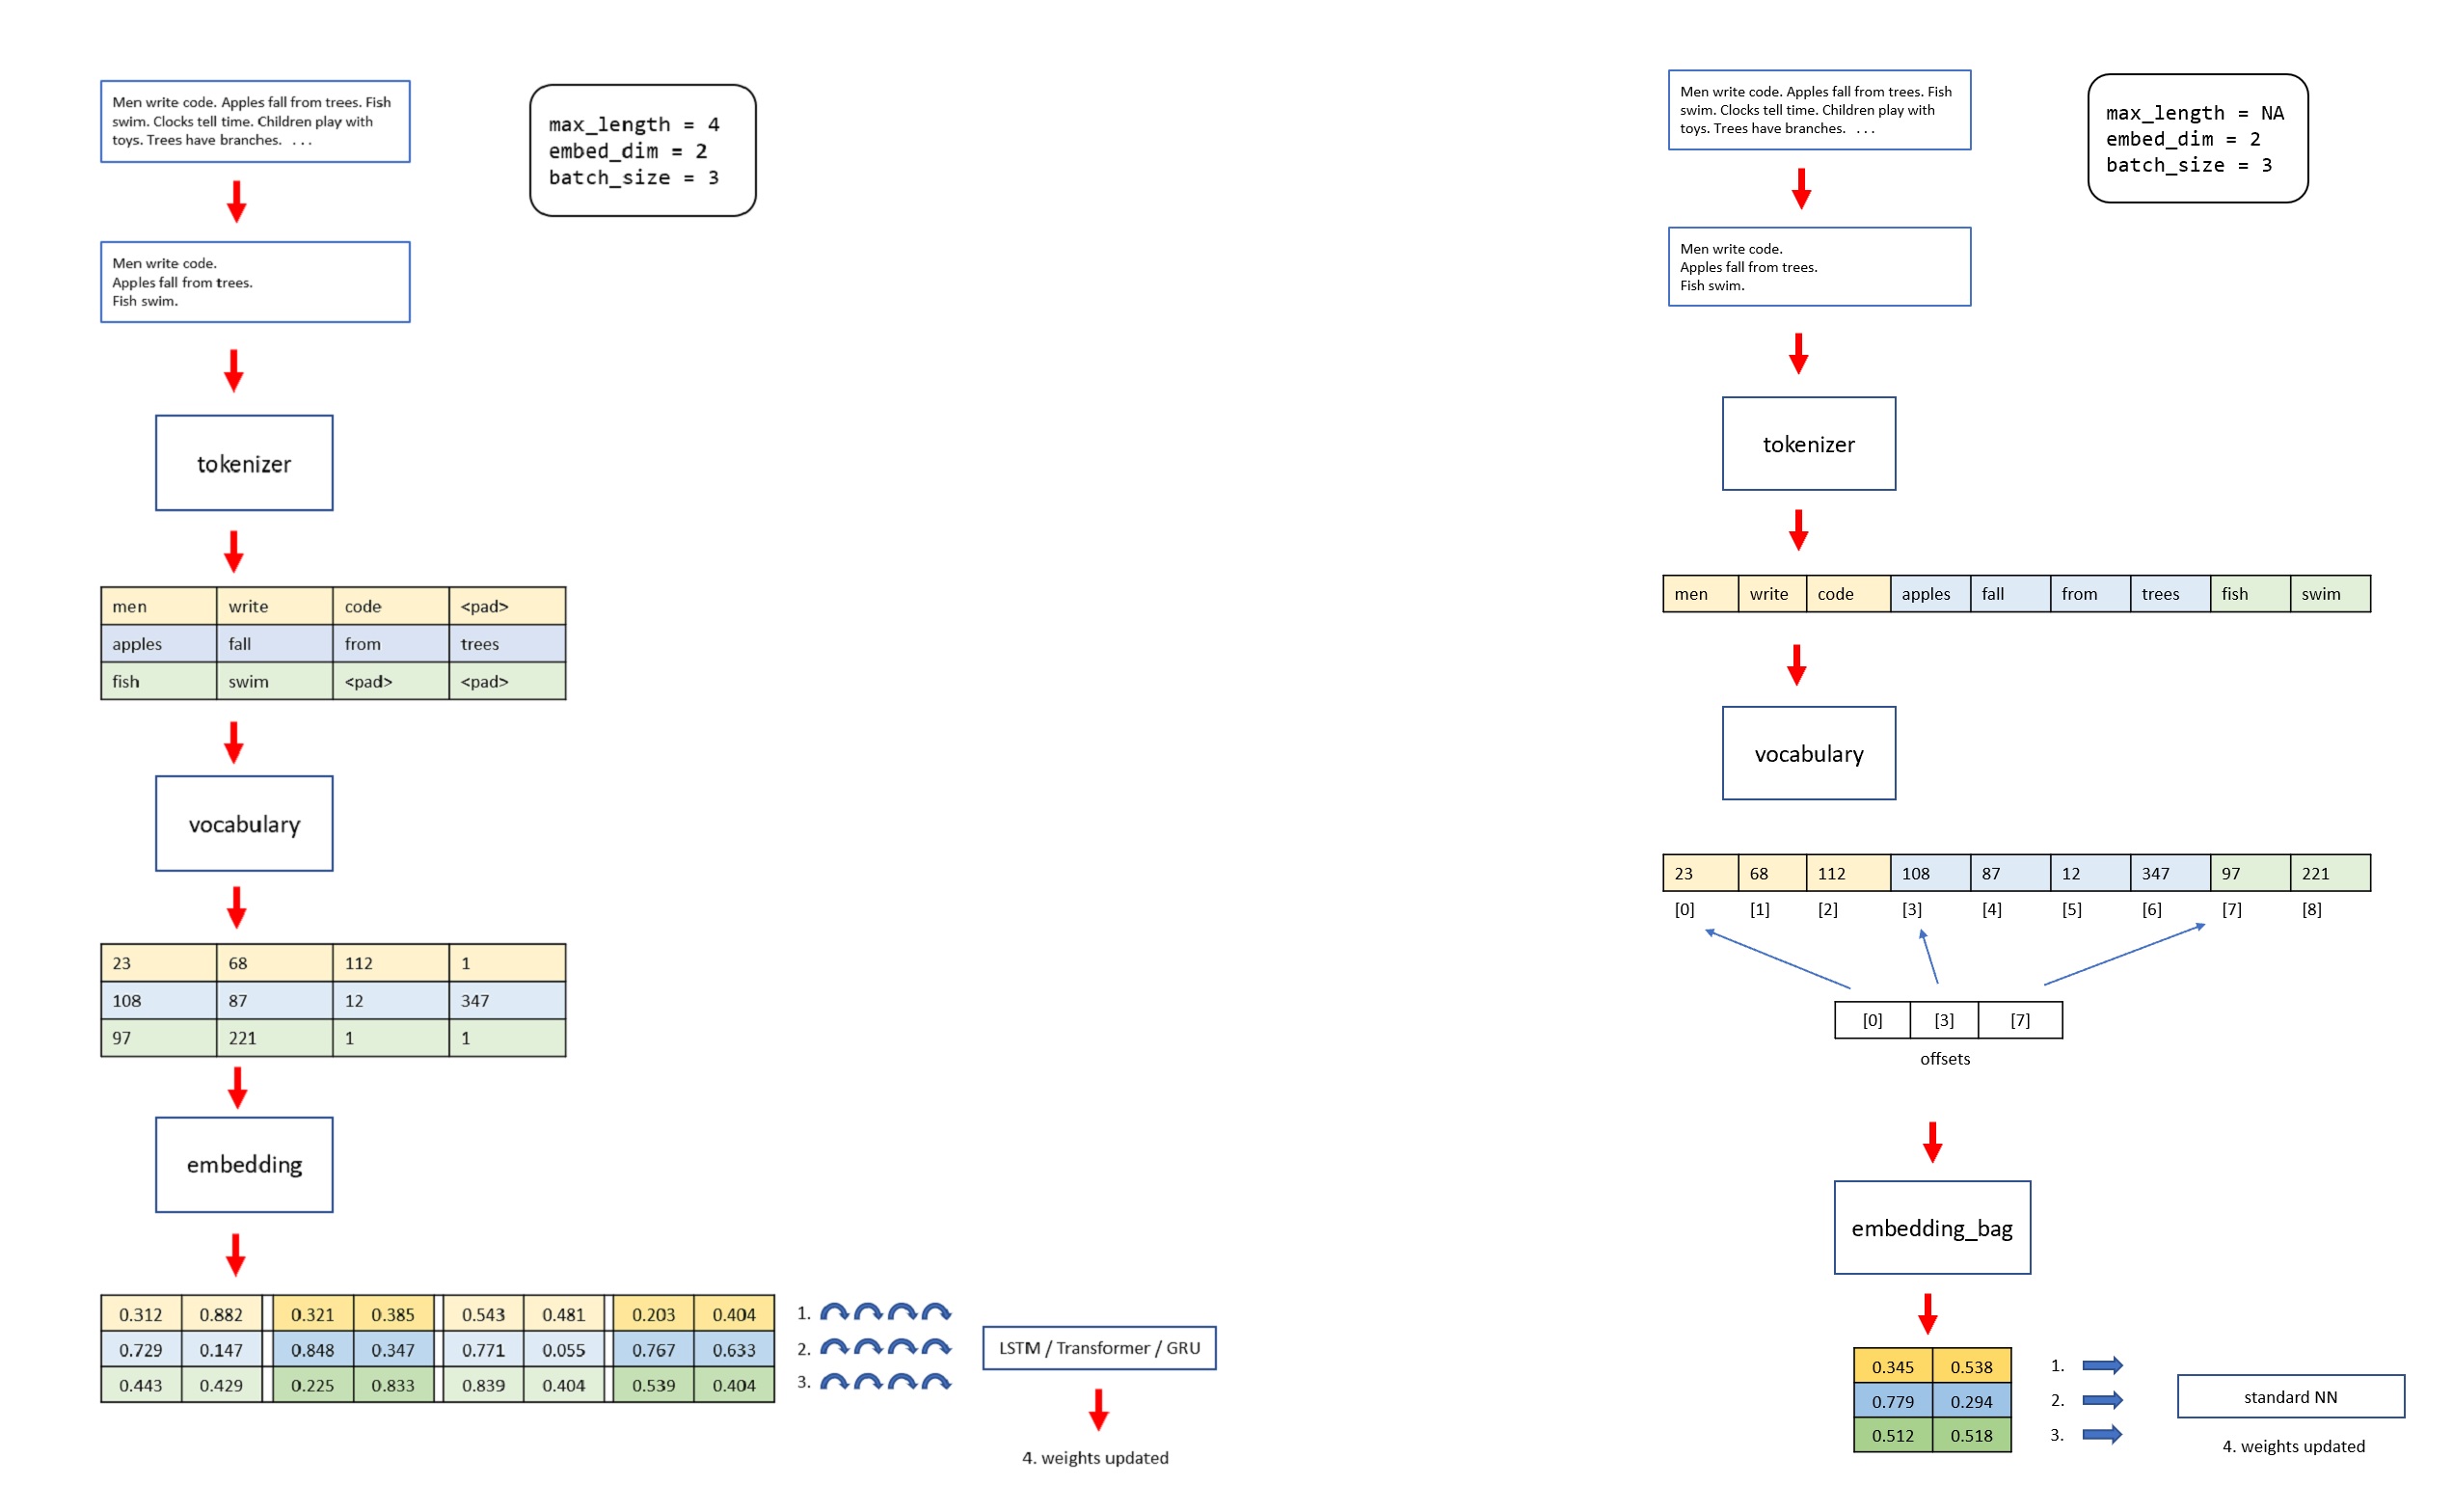 Men write code. Apples fall from trees. Fish
swim. Clocks tell time. Children play with
toys. Trees have branches. . . .
max_length = 4
embed_dim = 2
batch_size = 3
Men write code.
Apples fall from trees.
Fish swim.
tokenizer
men write code <pad>
apples fall from trees
fish swim <pad> <pad>
vocabulary
23 68 112 1
108 87 12 347
97 221 1 1
embedding
0.312 0.882 0.321 0.385 0.543 0.481 0.203 0.404 1.
0.729 0.147 0.848 0.347 0.771 0.055 0.767 0.633 2.
0.443 0.429 0.225 0.833 0.839 0.404 0.539 0.404 3.
LSTM / Transformer / GRU
4. weights updated
Men write code. Apples fall from trees. Fish
swim. Clocks tell time. Children play with
toys. Trees have branches. . . .
max_length = NA
embed_dim = 2
batch_size = 3
Men write code.
Apples fall from trees.
Fish swim.
tokenizer
men write code apples fall from trees fish swim
vocabulary
23 68 112 108 87 12 347 97 221
[0] [1] [2] [3] [4] [5] [6] [7] [8]
[0] [3] [7]
offsets
embedding_bag
0.345 0.538 1.
0.779 0.294 2.
0.512 0.518 3.
standard NN
4. weights updated